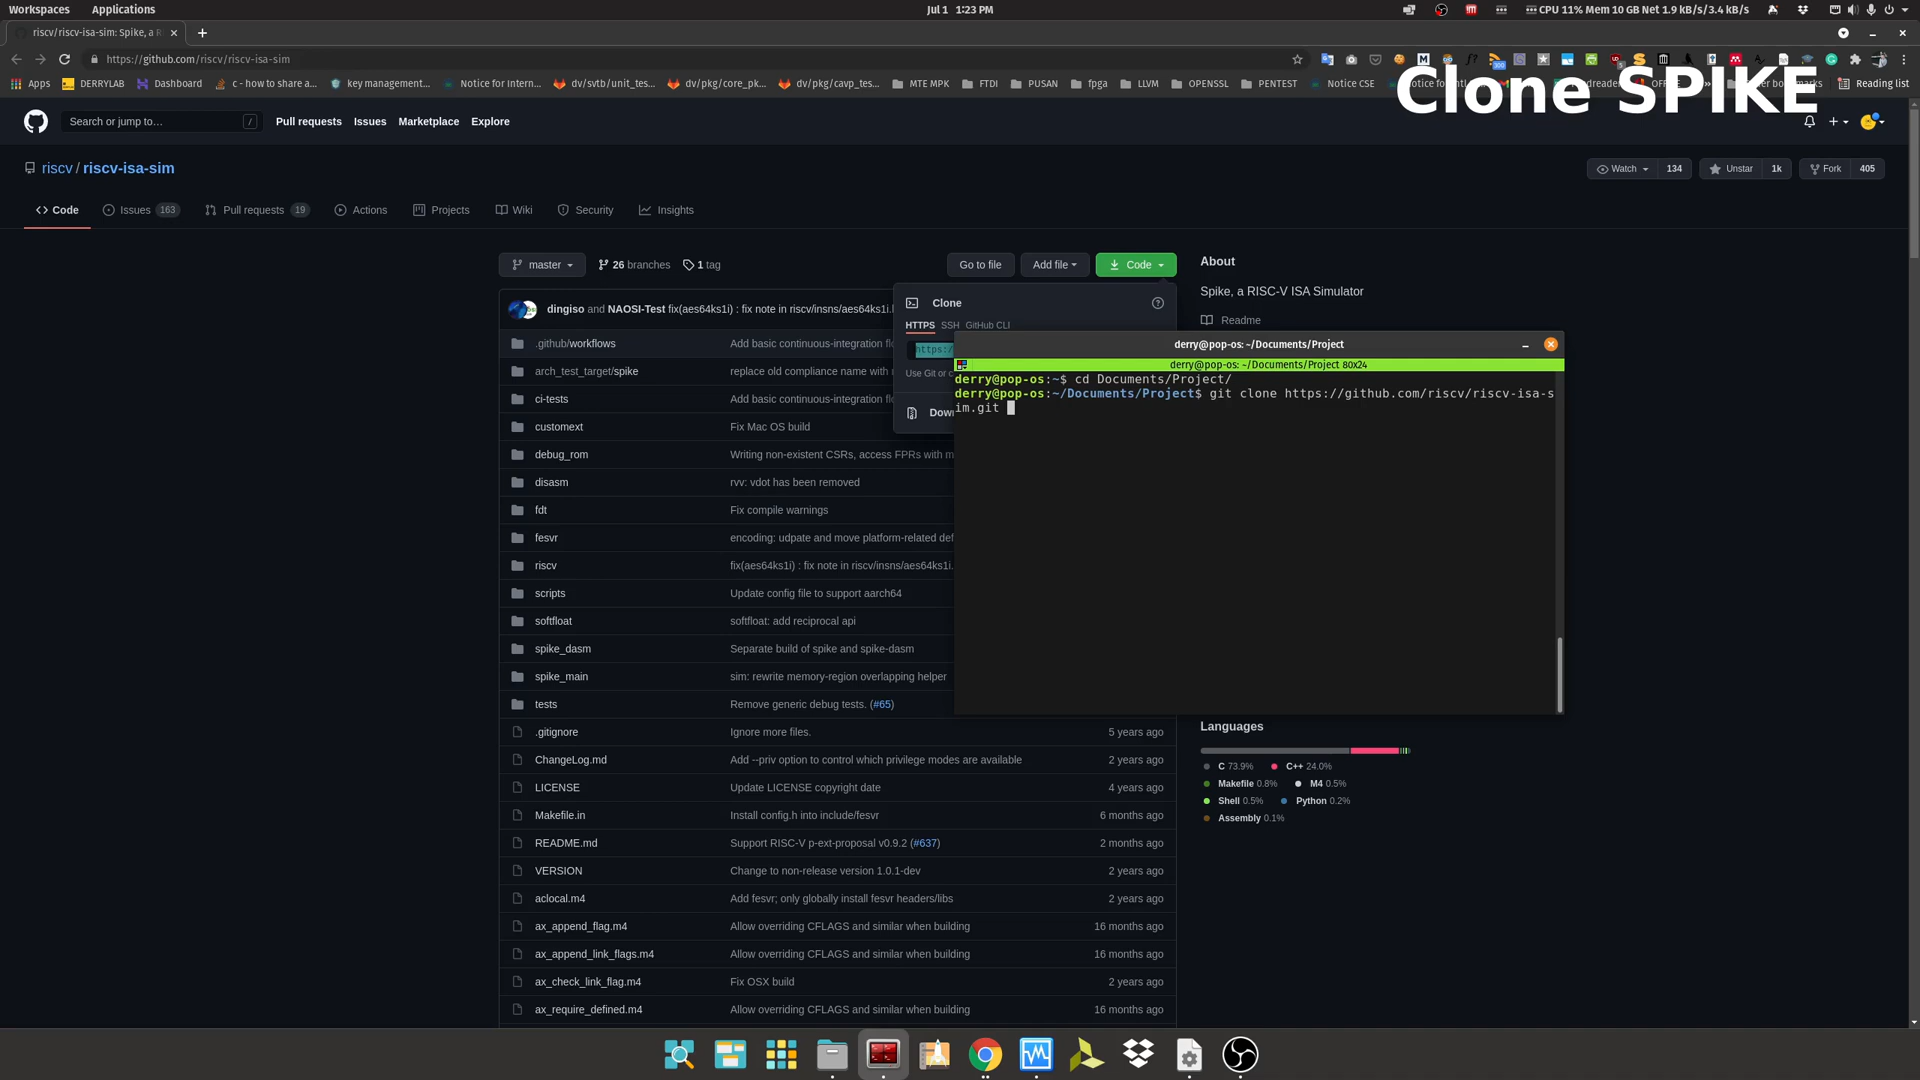 Workspaces Applications Jul 1 1:23 PM CPU 11% Mem 10 GB Net 1.9 kB/s/3.4 kB/s
riscv/riscv-isa-sim: Spike, a R
https://github.com/riscv/riscv-isa-sim
Apps DERRYLAB Dashboard c - how to share a... key management... Notice for Intern... dv/svtb/unit_tes... dv/pkg/core_pk... dv/pkg/cavp_tes... MTE MPK FTDI PUSAN fpga LLVM OPENSSL PENTEST Notice CSE Reading list
Clone SPIKE
Search or jump to... / Pull requests Issues Marketplace Explore
riscv / riscv-isa-sim Watch 134 Unstar 1k Fork 405
Code Issues 163 Pull requests 19 Actions Projects Wiki Security Insights
master 26 branches 1 tag Go to file Add file Code
About
Spike, a RISC-V ISA Simulator
Readme
Clone
HTTPS SSH GitHub CLI
https:/
Use Git or c
Dow
dingiso and NAOSI-Test fix(aes64ks1i) : fix note in riscv/insns/aes64ks1i.
.github/workflows Add basic continuous-integration flo
arch_test_target/spike replace old compliance name with
ci-tests Add basic continuous-integration flo
customext Fix Mac OS build
debug_rom Writing non-existent CSRs, access FPRs with m
disasm rvv: vdot has been removed
fdt Fix compile warnings
fesvr encoding: udpate and move platform-related def
riscv fix(aes64ks1i) : fix note in riscv/insns/aes64ks1i.
scripts Update config file to support aarch64
softfloat softfloat: add reciprocal api
spike_dasm Separate build of spike and spike-dasm
spike_main sim: rewrite memory-region overlapping helper
tests Remove generic debug tests. (#65)
.gitignore Ignore more files. 5 years ago
ChangeLog.md Add --priv option to control which privilege modes are available 2 years ago
LICENSE Update LICENSE copyright date 4 years ago
Makefile.in Install config.h into include/fesvr 6 months ago
README.md Support RISC-V p-ext-proposal v0.9.2 (#637) 2 months ago
VERSION Change to non-release version 1.0.1-dev 2 years ago
aclocal.m4 Add fesvr; only globally install fesvr headers/libs 2 years ago
ax_append_flag.m4 Allow overriding CFLAGS and similar when building 16 months ago
ax_append_link_flags.m4 Allow overriding CFLAGS and similar when building 16 months ago
ax_check_link_flag.m4 Fix OSX build 2 years ago
ax_require_defined.m4 Allow overriding CFLAGS and similar when building 16 months ago
derry@pop-os: ~/Documents/Project
derry@pop-os: ~/Documents/Project 80x24
derry@pop-os:~$ cd Documents/Project/
derry@pop-os:~/Documents/Project$ git clone https://github.com/riscv/riscv-isa-s
im.git
Languages
C 73.9% C++ 24.0%
Makefile 0.8% M4 0.5%
Shell 0.5% Python 0.2%
Assembly 0.1%